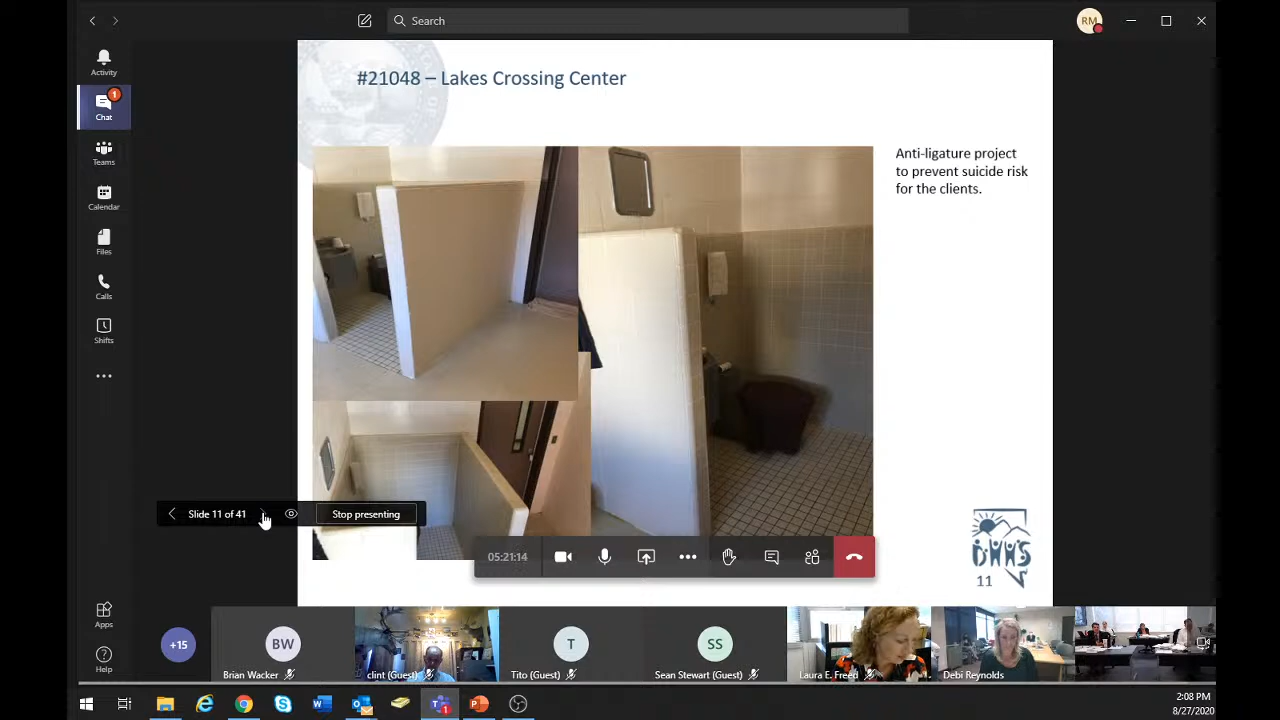 Search
RM
Activity
1
Chat
Teams
Calendar
Files
Calls
Shifts
Apps
Help
#21048 – Lakes Crossing Center
Anti-ligature project
to prevent suicide risk
for the clients.
Slide 11 of 41
Stop presenting
05:21:14
DHHS
11
+15
BW
Brian Wacker
clint (Guest)
T
Tito (Guest)
SS
Sean Stewart (Guest)
Laura E. Freed
Debi Reynolds
2:08 PM
8/27/2020